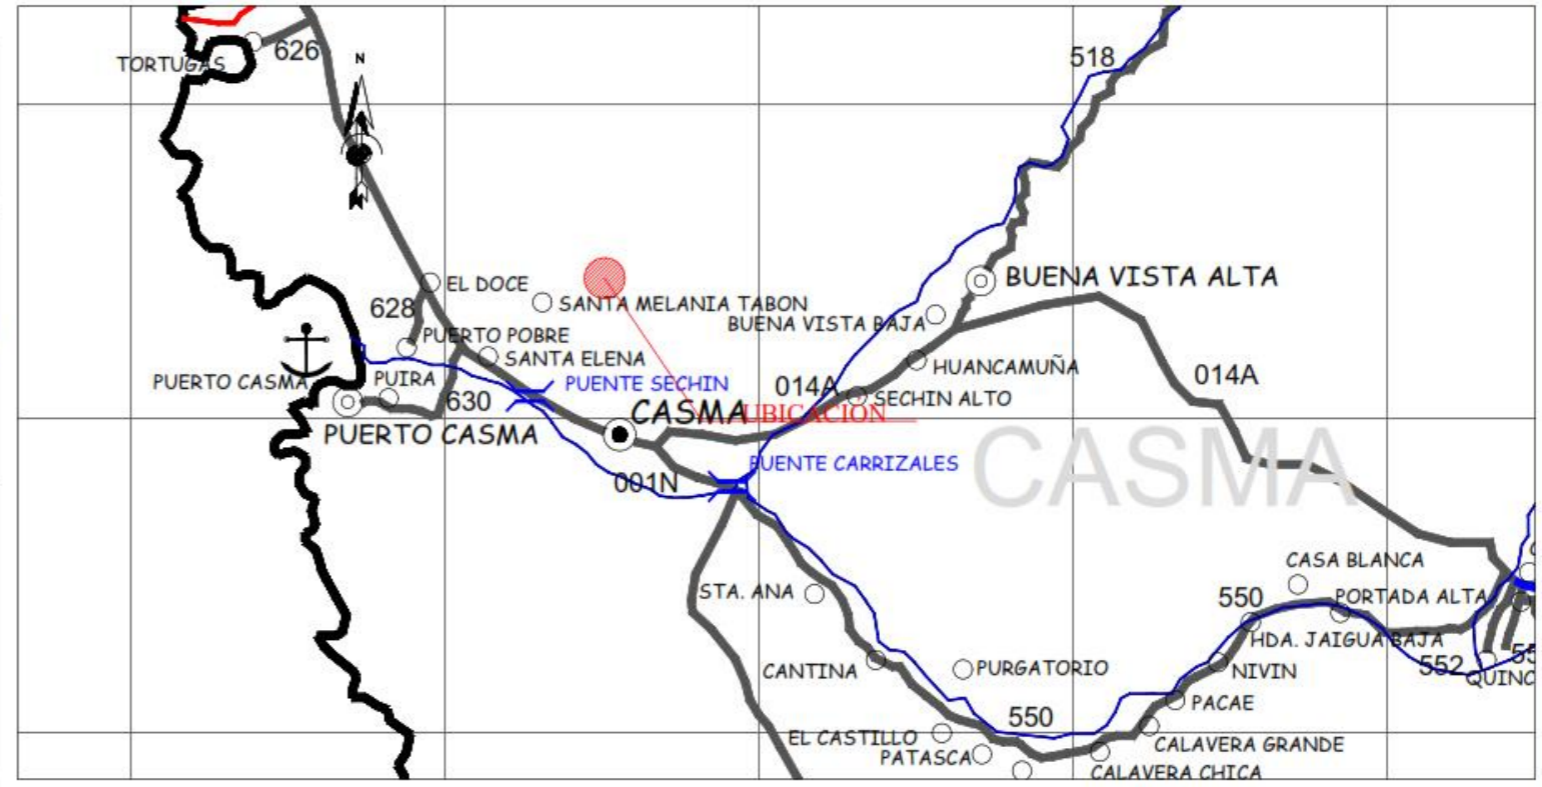 518
626
TORTUGAS
N
BUENA VISTA ALTA
EL DOCE
SANTA MELANIA TABON
628
BUENA VISTA BAJA
PUERTO POBRE
SANTA ELENA
HUANCAMUÑA
PUERTO CASMA
PUIRA
PUENTE SECHIN
014A
014A
SECHIN ALTO
630
CASMA
UBICACIÓN
PUERTO CASMA
CASMA
PUENTE CARRIZALES
001N
CASA BLANCA
STA. ANA
550
PORTADA ALTA
HDA. JAIGUA BAJA
CANTINA
PURGATORIO
NIVIN
552
55
QUINC
PACAE
550
EL CASTILLO
CALAVERA GRANDE
PATASCA
CALAVERA CHICA